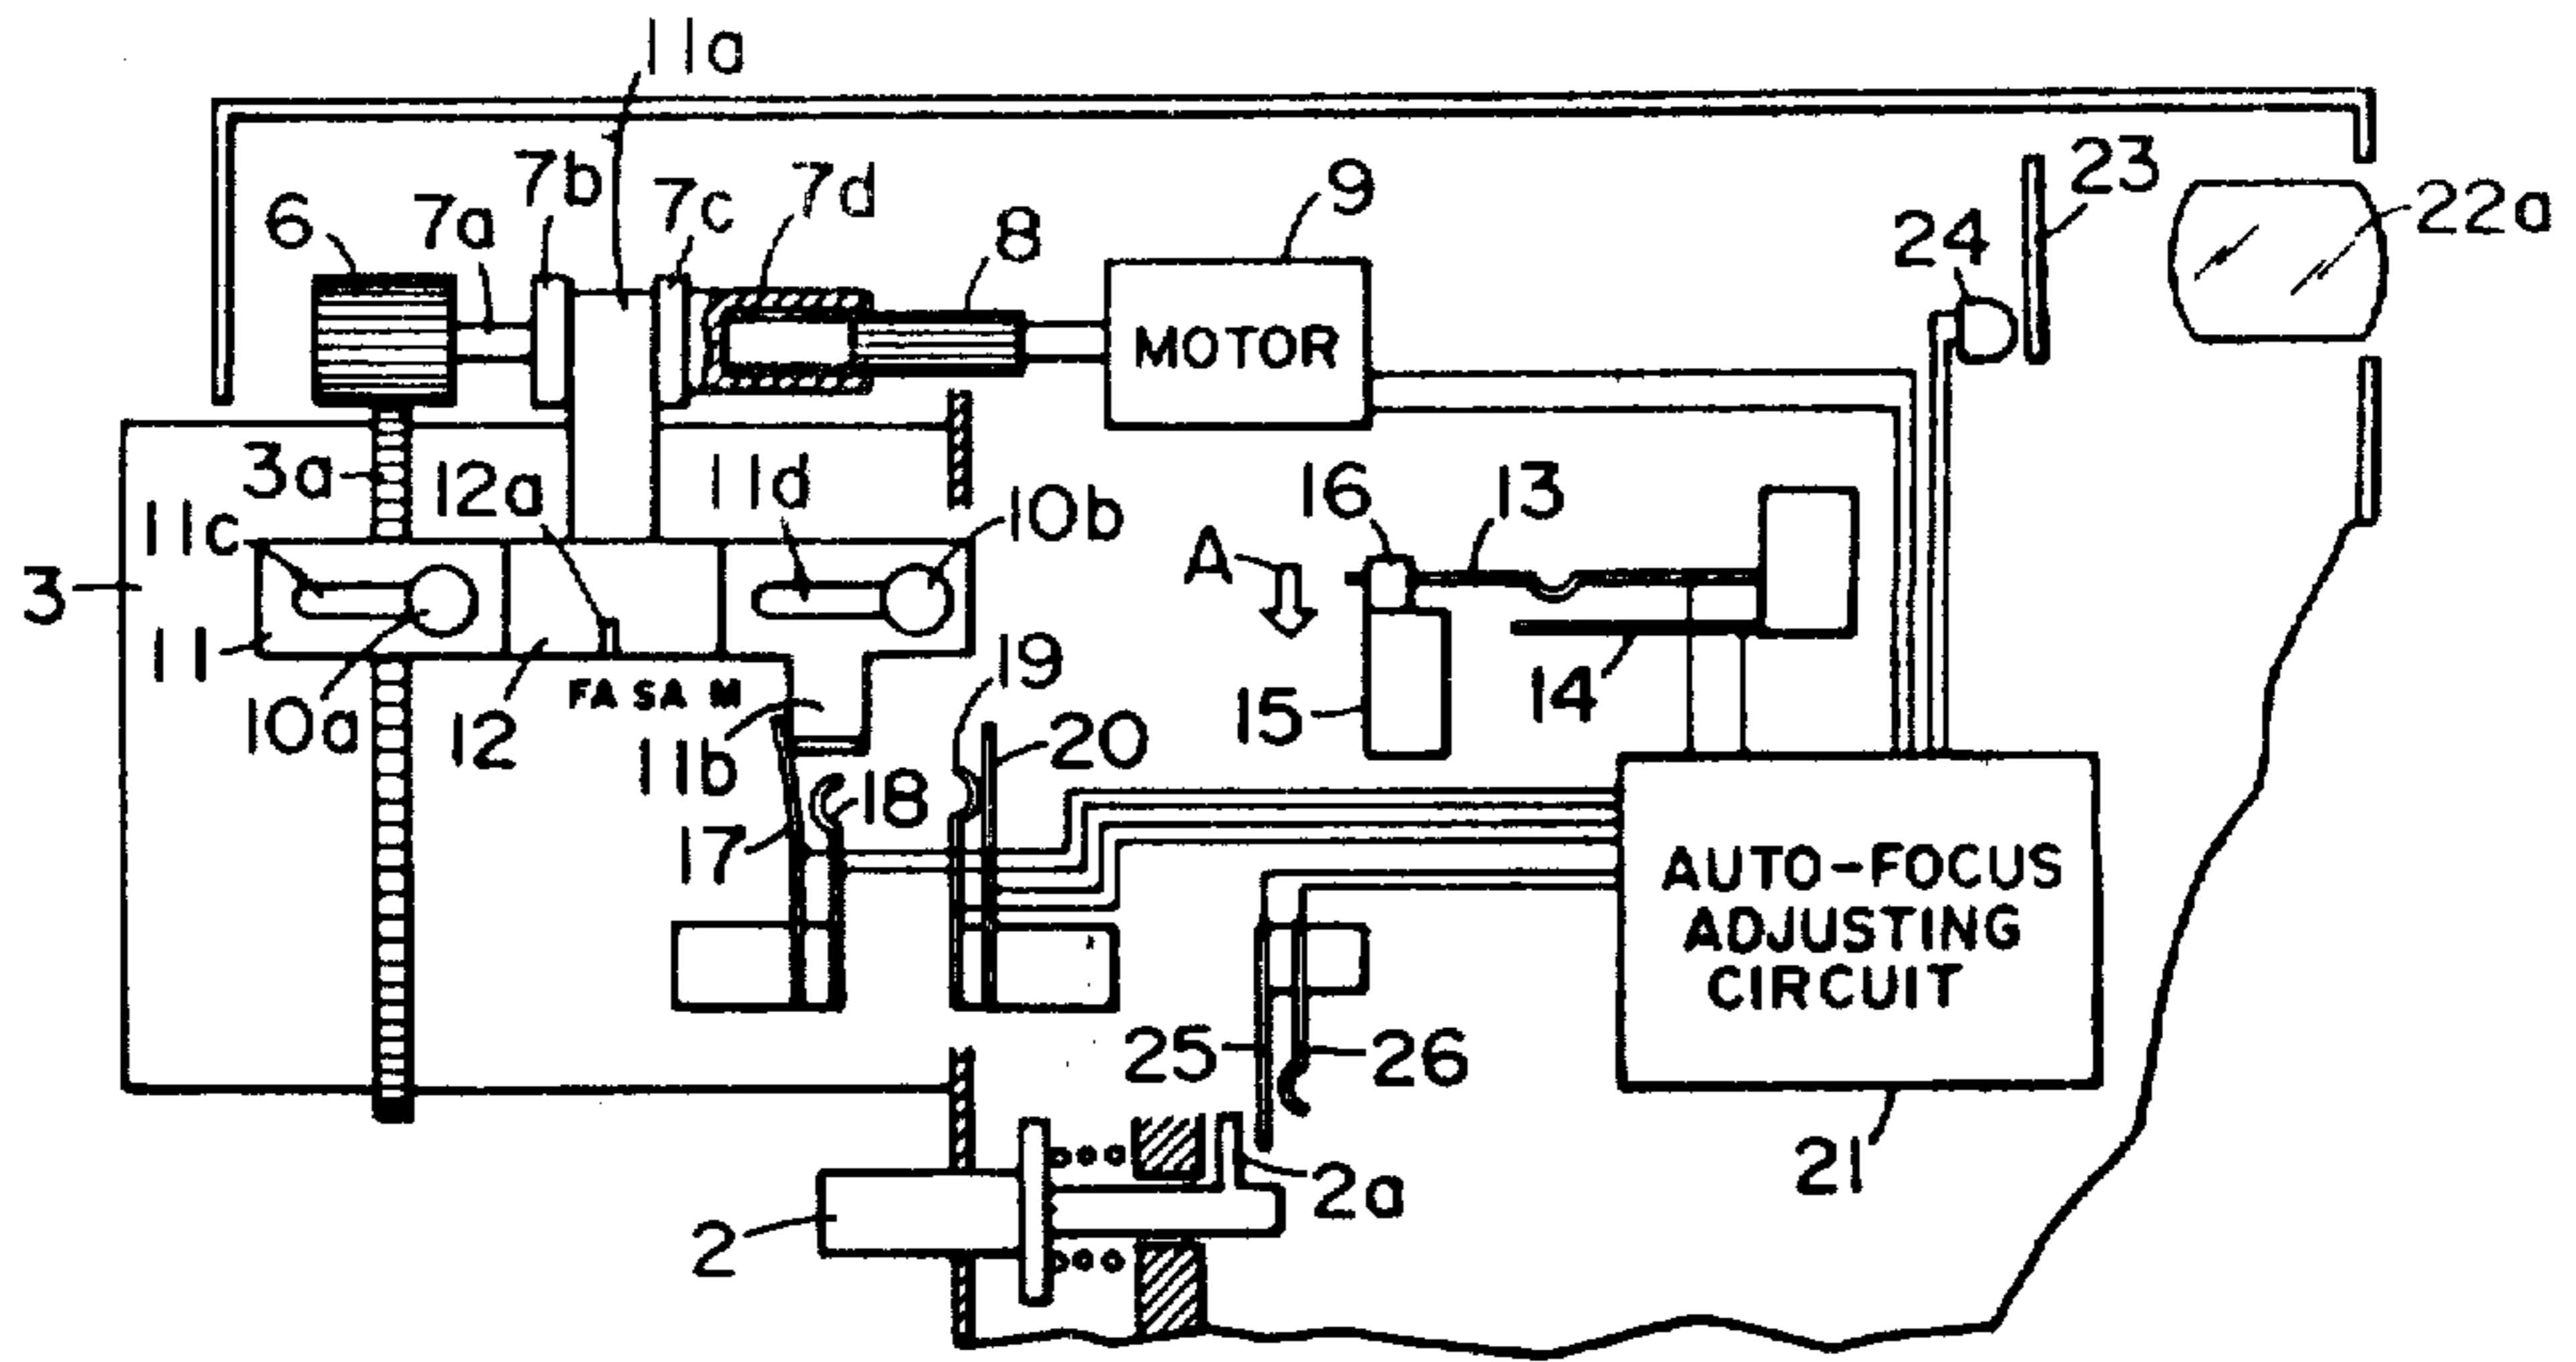 11a
7b
7c
7d
9
23
6
7a
8
24
22a
MOTOR
3a
12a
11d
10b
16
13
11c
A
3
11
19
14
FA SA M
15
10a
12
11b
20
18
17
AUTO-FOCUS
ADJUSTING
CIRCUIT
25
26
21
2a
2